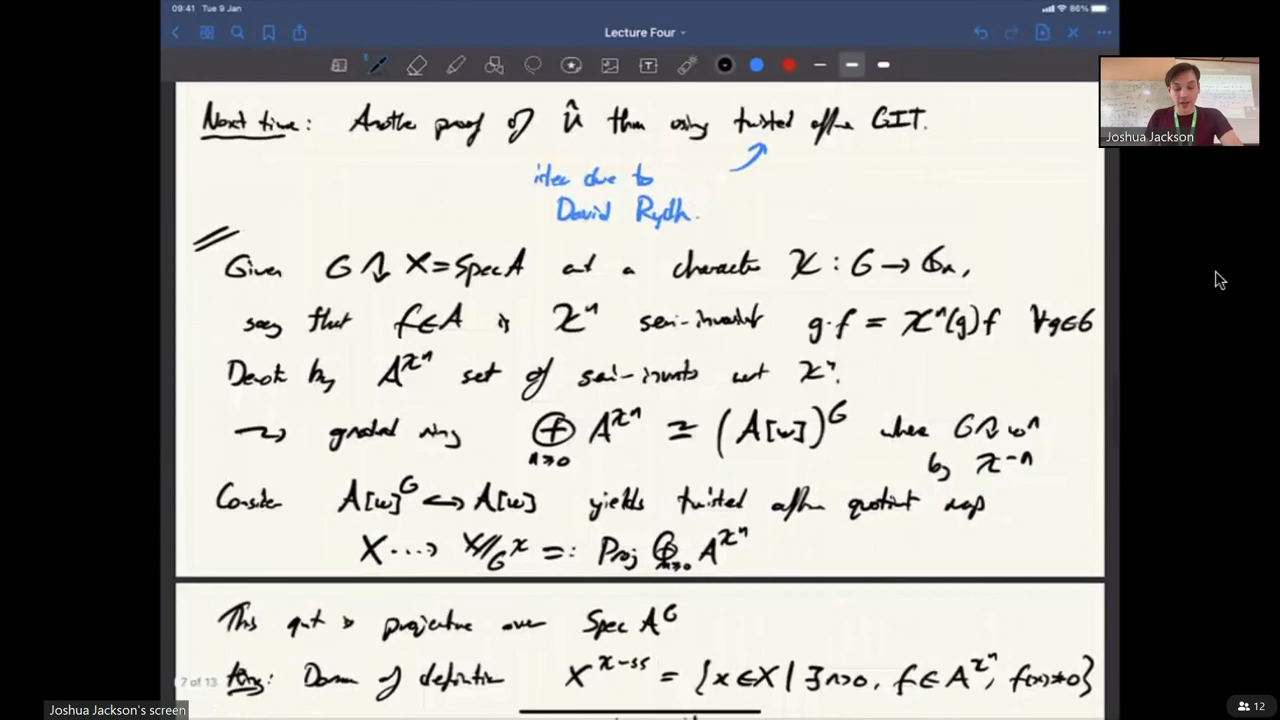 09:41 Tue 9 Jan
86%
Lecture Four
Joshua Jackson
Next time: Another proof of û thm using twisted affine GIT.
idea due to
David Rydh.
Given G ↷ X = Spec A and a character χ : G → 𝔾ₘ,
say that f ∈ A is χⁿ semi-invariant g·f = χⁿ(g)f ∀g∈G
Denote by A^{χⁿ} set of semi-invts wrt χⁿ.
⇝ graded ring ⊕_{n≥0} A^{χⁿ} ≅ (A[w])^G where G ↷ wⁿ
by χ⁻ⁿ
Consider A[w]^G ↪ A[w] yields twisted affine quotient map
X ⇢ X//_G χ =: Proj ⊕_{n≥0} A^{χⁿ}
This quot is projective over Spec A^G
7 of 13
Domain of definition X^{χ-ss} = {x ∈ X | ∃n>0, f ∈ A^{χⁿ}, f(x)≠0}
Joshua Jackson's screen
12